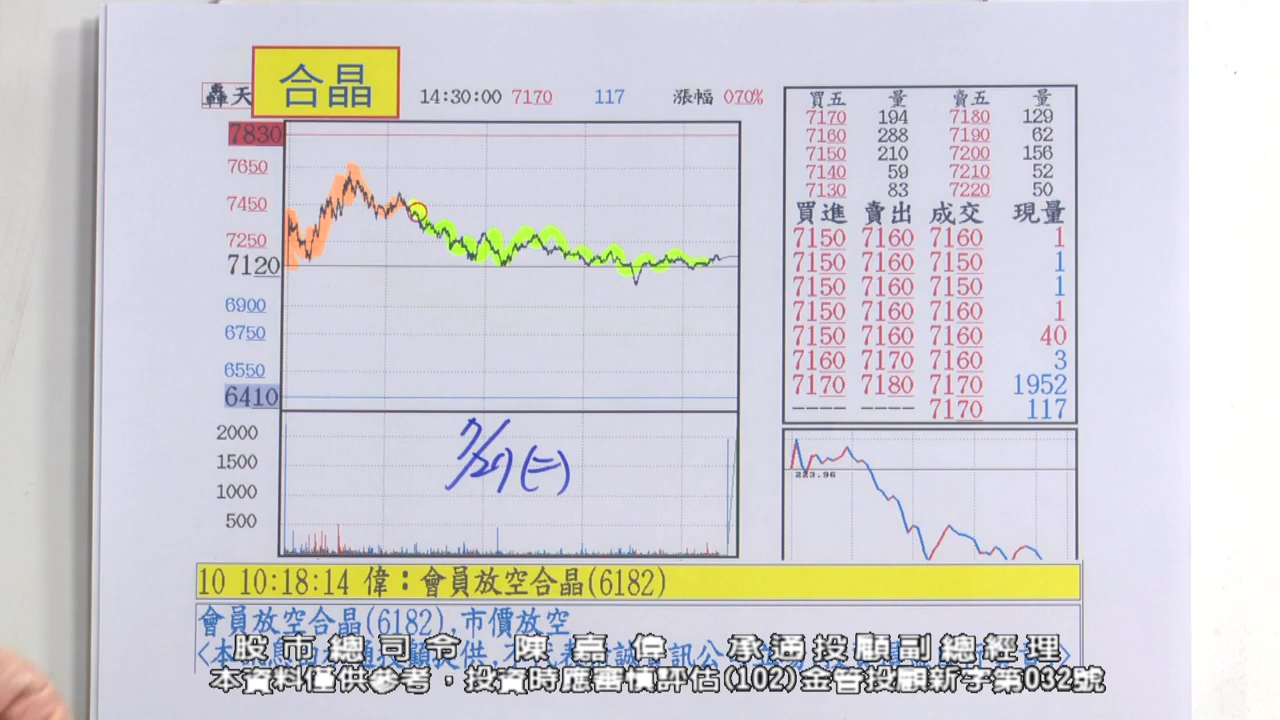 合晶
轟天 14:30:00 7170 117 漲幅 070%
7830
7650
7450
7250
7120
6900
6750
6550
6410
2000
1500
1000
500
7/27(二)
買五 量 賣五 量
7170 194 7180 129
7160 288 7190 62
7150 210 7200 156
7140 59 7210 52
7130 83 7220 50
買進 賣出 成交 現量
7150 7160 7160 1
7150 7160 7150 1
7150 7160 7150 1
7150 7160 7160 1
7150 7160 7160 40
7160 7170 7160 3
7170 7180 7170 1952
---- ---- 7170 117
223.96
10 10:18:14 偉：會員放空合晶(6182)
會員放空合晶(6182),市價放空
股市總司令 陳嘉偉 承通投顧副總經理
本資料僅供參考，投資時應審慎評估(102)金管投顧新字第032號